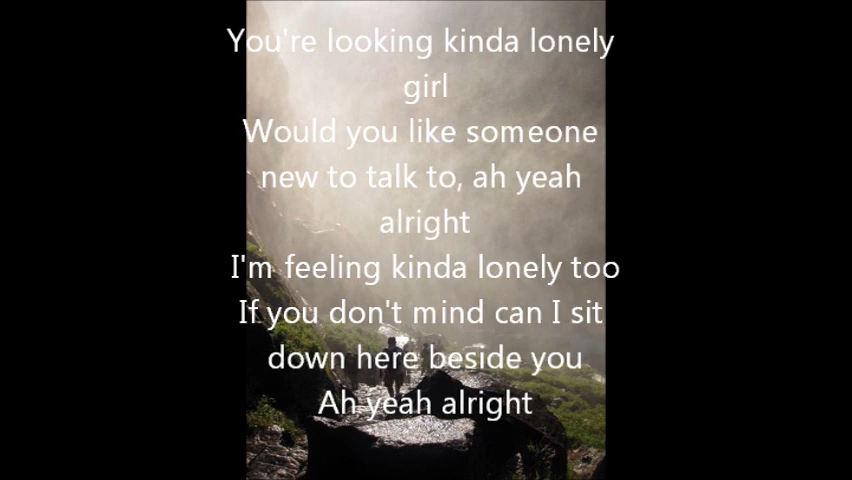 You're looking kinda lonely
girl
Would you like someone
new to talk to, ah yeah
alright
I'm feeling kinda lonely too
If you don't mind can I sit
down here beside you
Ah yeah alright